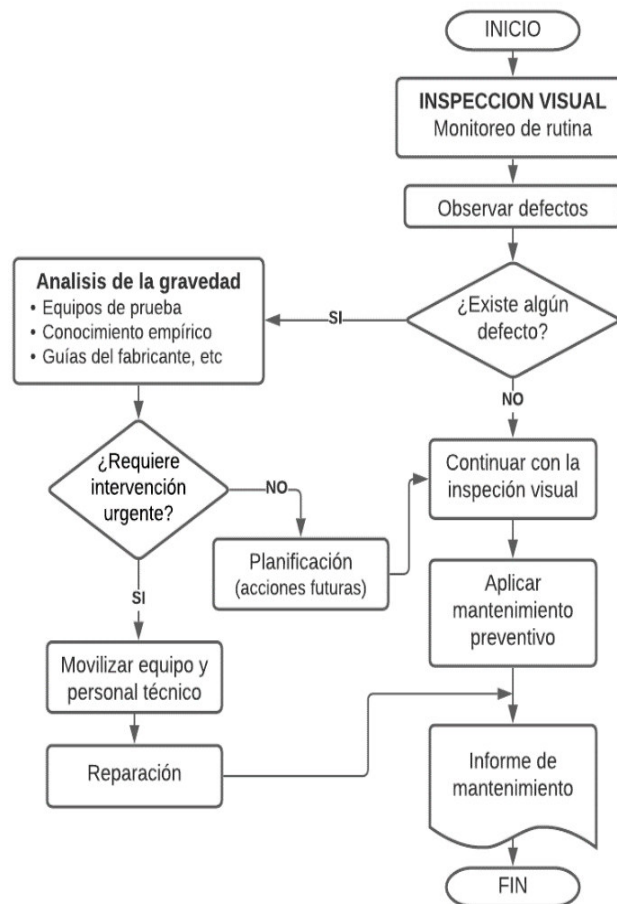 INICIO
INSPECCION VISUAL
Monitoreo de rutina
Observar defectos
¿Existe algún
defecto?
SI
NO
Analisis de la gravedad
• Equipos de prueba
• Conocimiento empírico
• Guías del fabricante, etc
¿Requiere
intervención
urgente?
NO
SI
Planificación
(acciones futuras)
Continuar con la
inspeción visual
Aplicar
mantenimiento
preventivo
Movilizar equipo y
personal técnico
Reparación
Informe de
mantenimiento
FIN